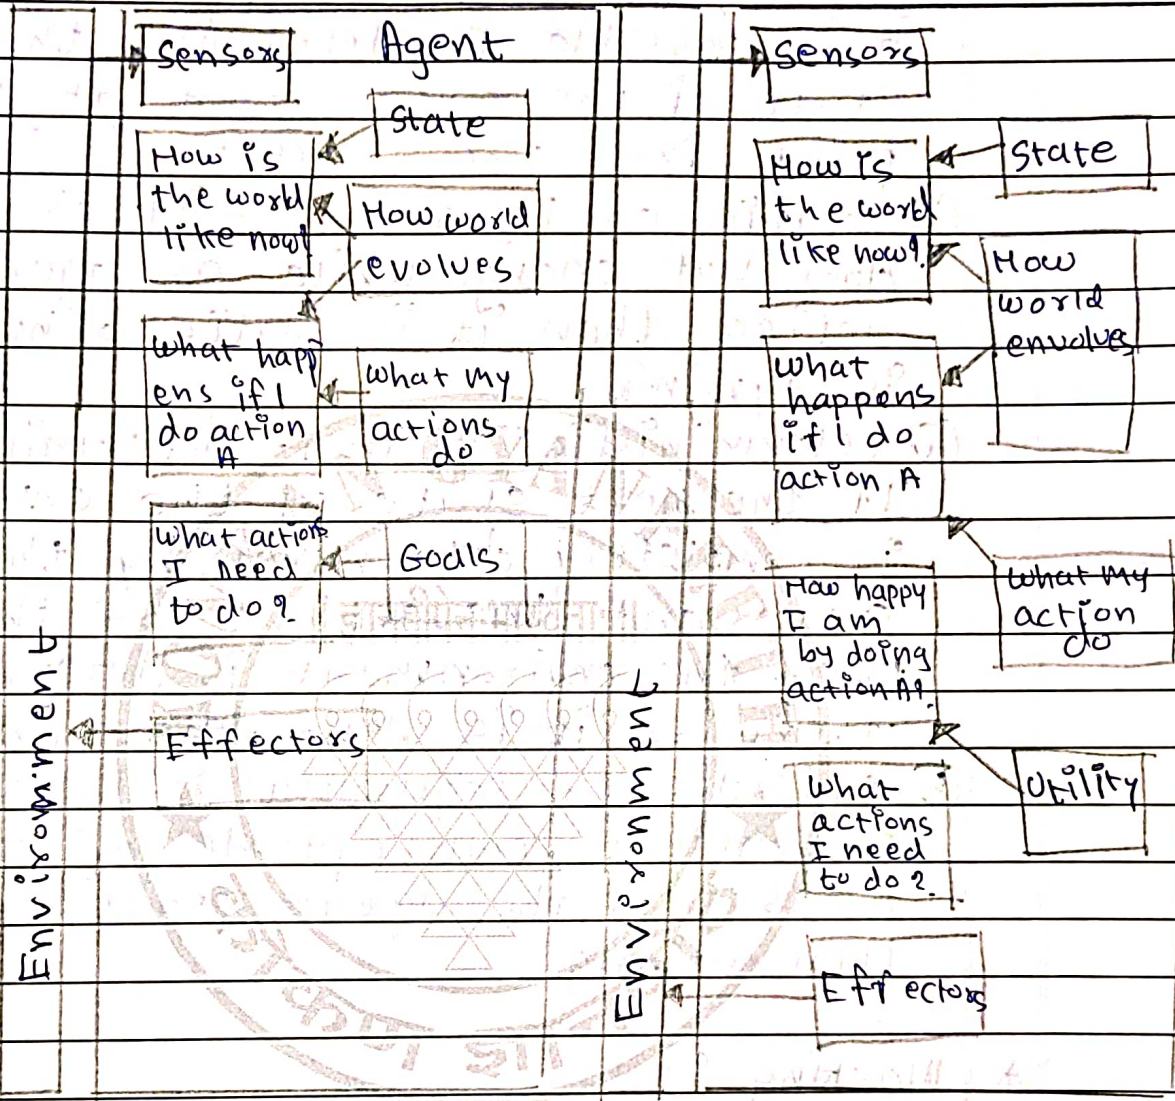 Sensors
Agent
State
How is
the world
like now?
How world
evolves
What happ
ens if I
do action
A
What my
actions
do
What actions
I need
to do?
Goals
Effectors
Environment
Sensors
State
How is
the world
like now?
How
world
envolves
What
happens
if I do
action A
What my
action
do
How happy
I am
by doing
action A?
Utility
What
actions
I need
to do?
Effectors
Environment